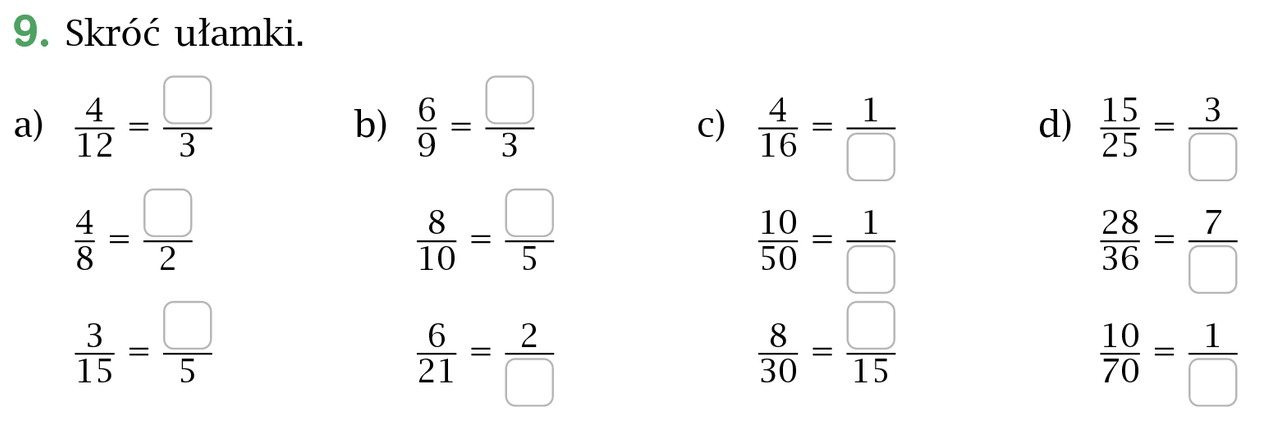 9. Skróć ułamki.
a) 4/12 = □/3
4/8 = □/2
3/15 = □/5
b) 6/9 = □/3
8/10 = □/5
6/21 = 2/□
c) 4/16 = 1/□
10/50 = 1/□
8/30 = □/15
d) 15/25 = 3/□
28/36 = 7/□
10/70 = 1/□